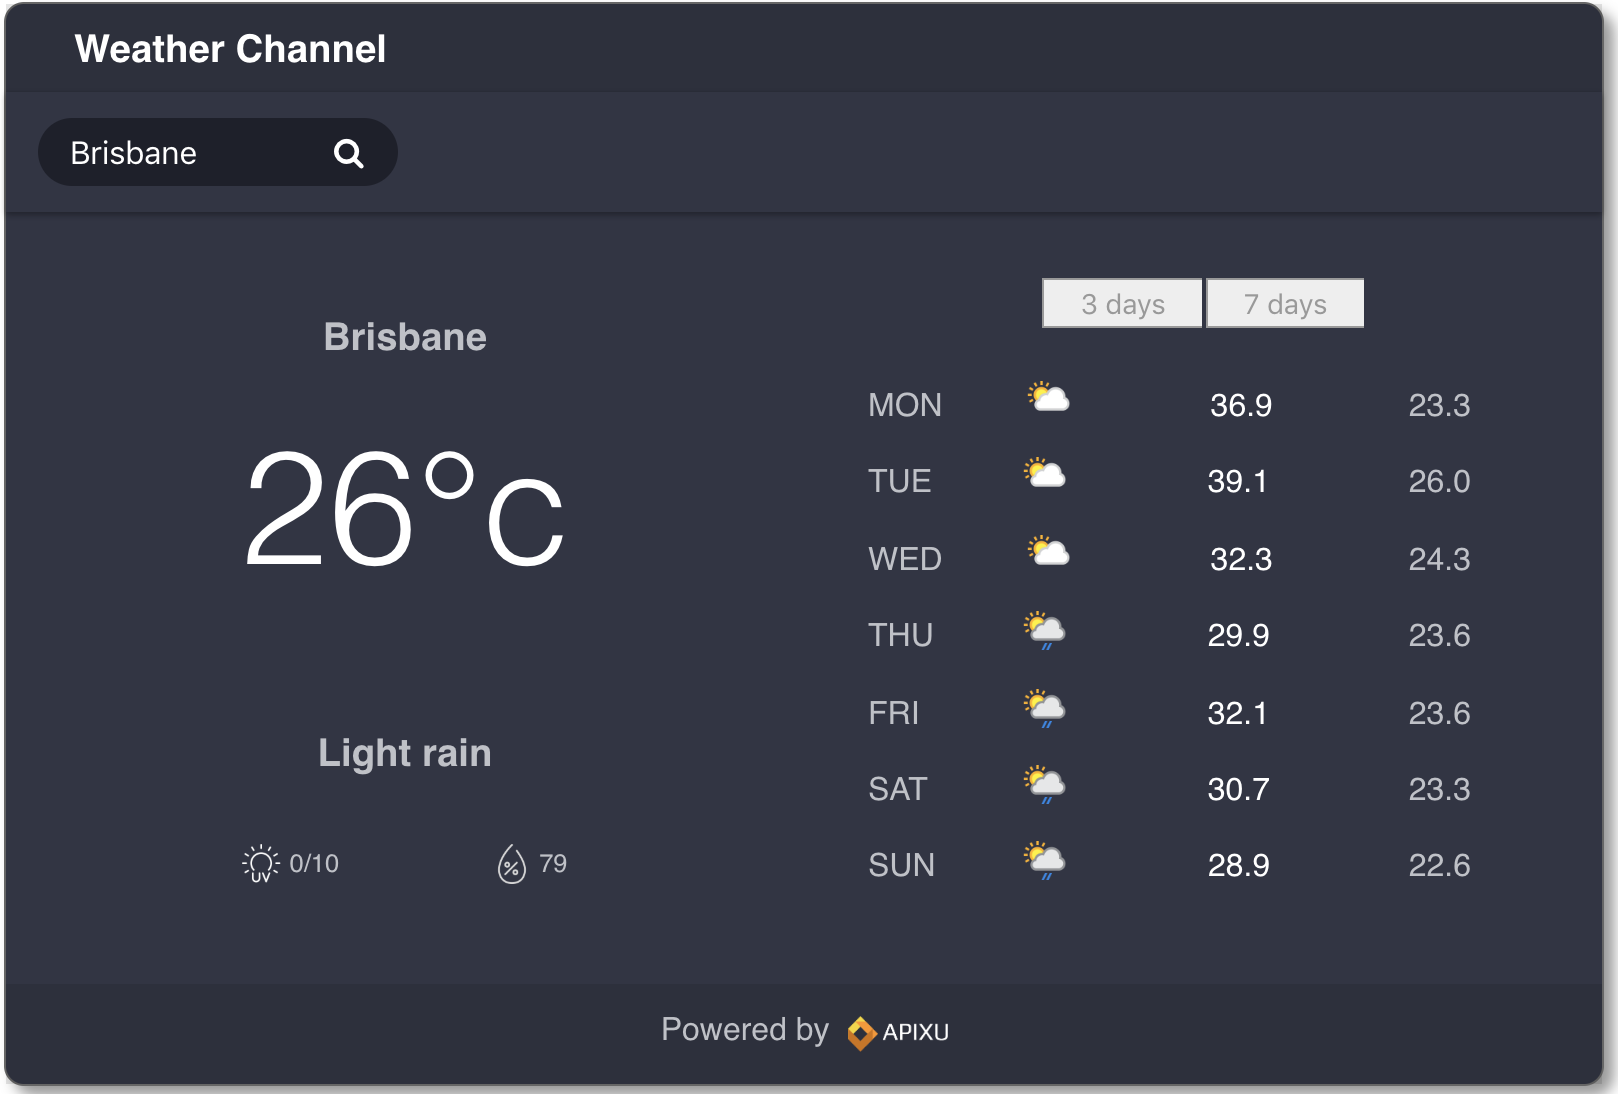 Weather Channel
Brisbane
3 days 7 days
Brisbane
26°c
Light rain
UV 0/10 % 79
MON 36.9 23.3
TUE 39.1 26.0
WED 32.3 24.3
THU 29.9 23.6
FRI 32.1 23.6
SAT 30.7 23.3
SUN 28.9 22.6
Powered by APIXU